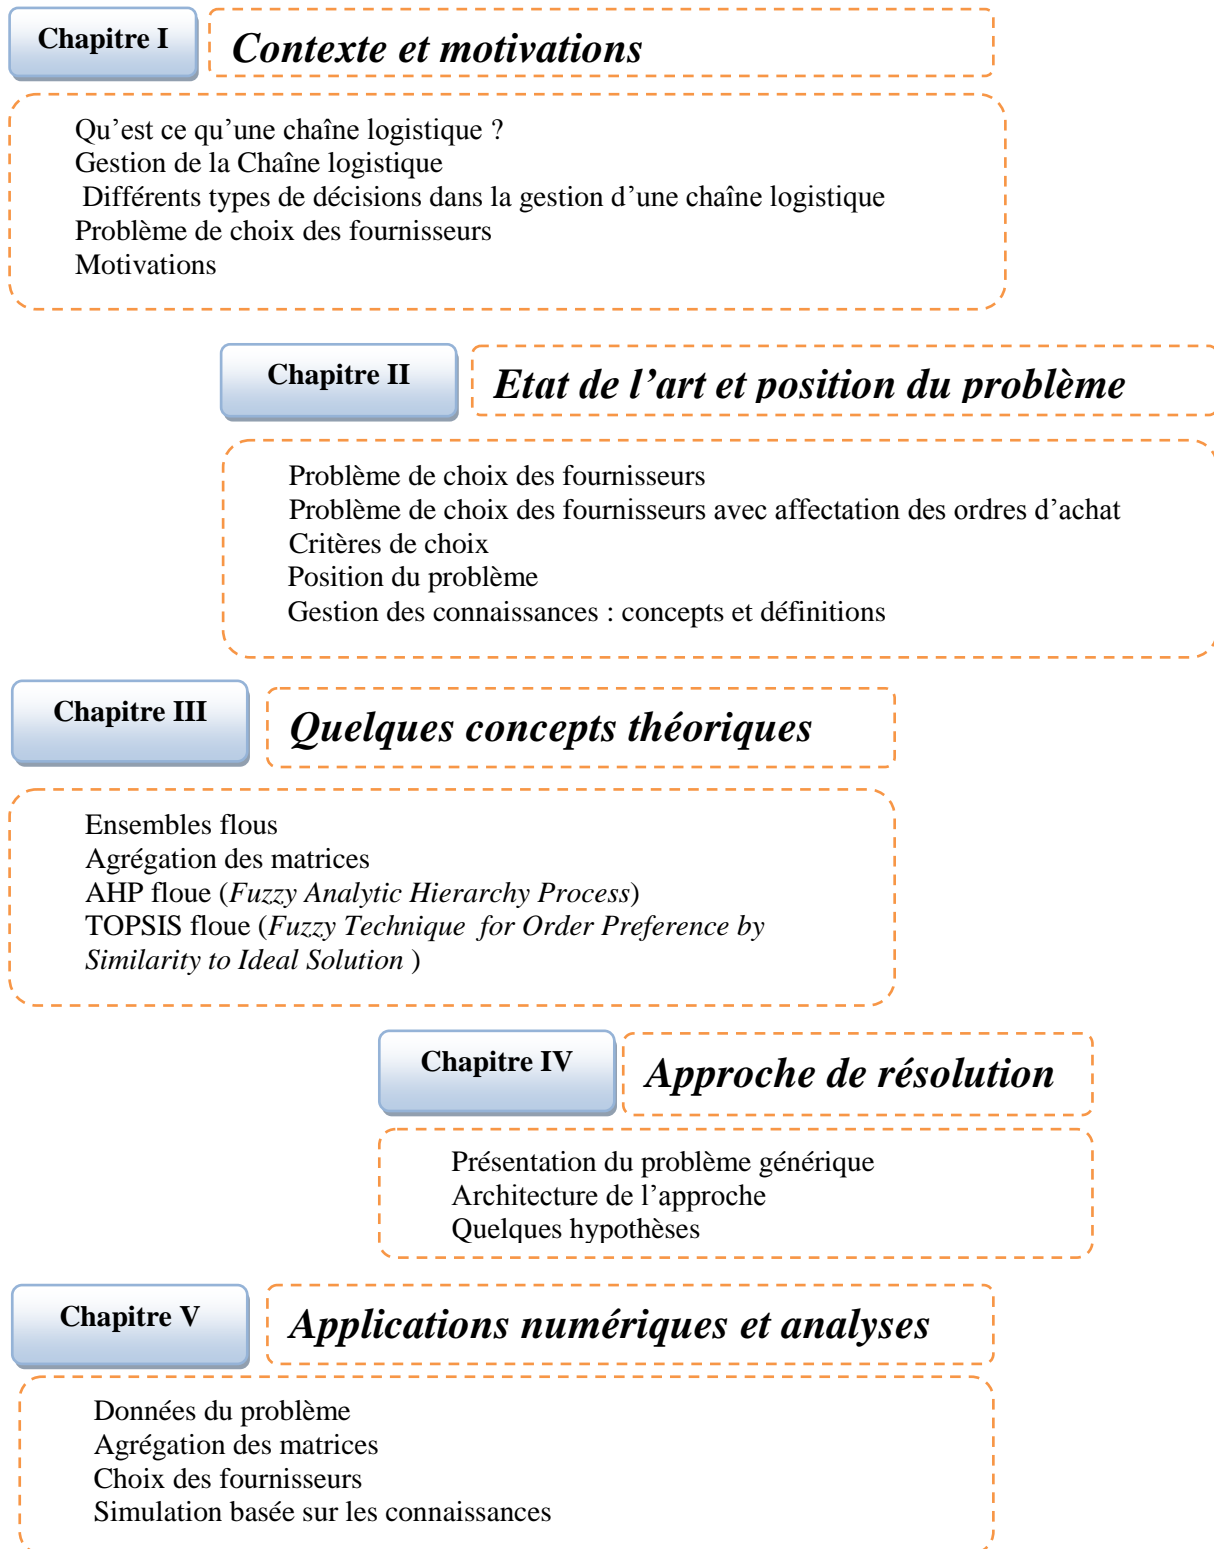 Chapitre I
Contexte et motivations
Qu’est ce qu’une chaîne logistique ?
Gestion de la Chaîne logistique
Différents types de décisions dans la gestion d’une chaîne logistique
Problème de choix des fournisseurs
Motivations
Chapitre II
Etat de l’art et position du problème
Problème de choix des fournisseurs
Problème de choix des fournisseurs avec affectation des ordres d’achat
Critères de choix
Position du problème
Gestion des connaissances : concepts et définitions
Chapitre III
Quelques concepts théoriques
Ensembles flous
Agrégation des matrices
AHP floue (Fuzzy Analytic Hierarchy Process)
TOPSIS floue (Fuzzy Technique for Order Preference by
Similarity to Ideal Solution )
Chapitre IV
Approche de résolution
Présentation du problème générique
Architecture de l’approche
Quelques hypothèses
Chapitre V
Applications numériques et analyses
Données du problème
Agrégation des matrices
Choix des fournisseurs
Simulation basée sur les connaissances